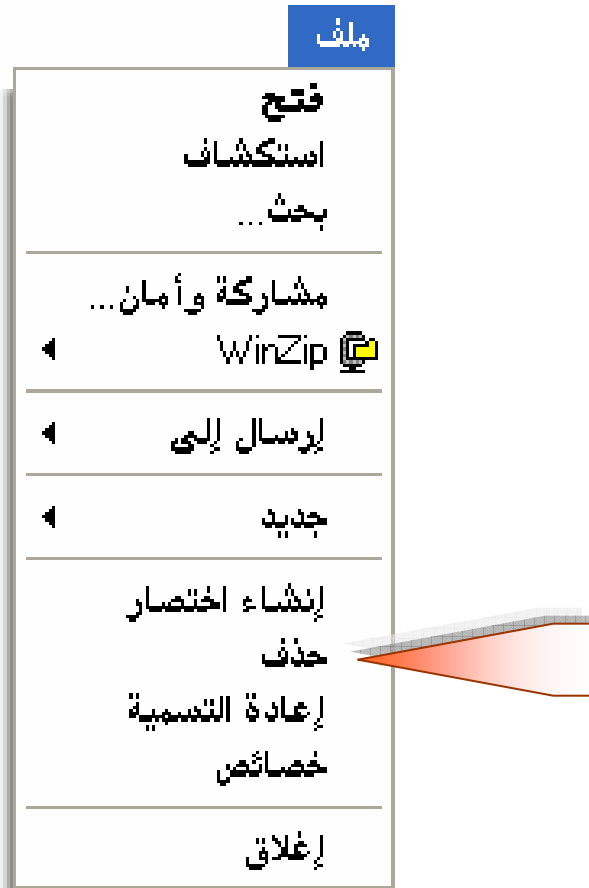 ملف
فتح
استكشاف
بحث...
مشاركة وأمان...
WinZip
إرسال إلى
جديد
إنشاء اختصار
حذف
إعادة التسمية
خصائص
إغلاق